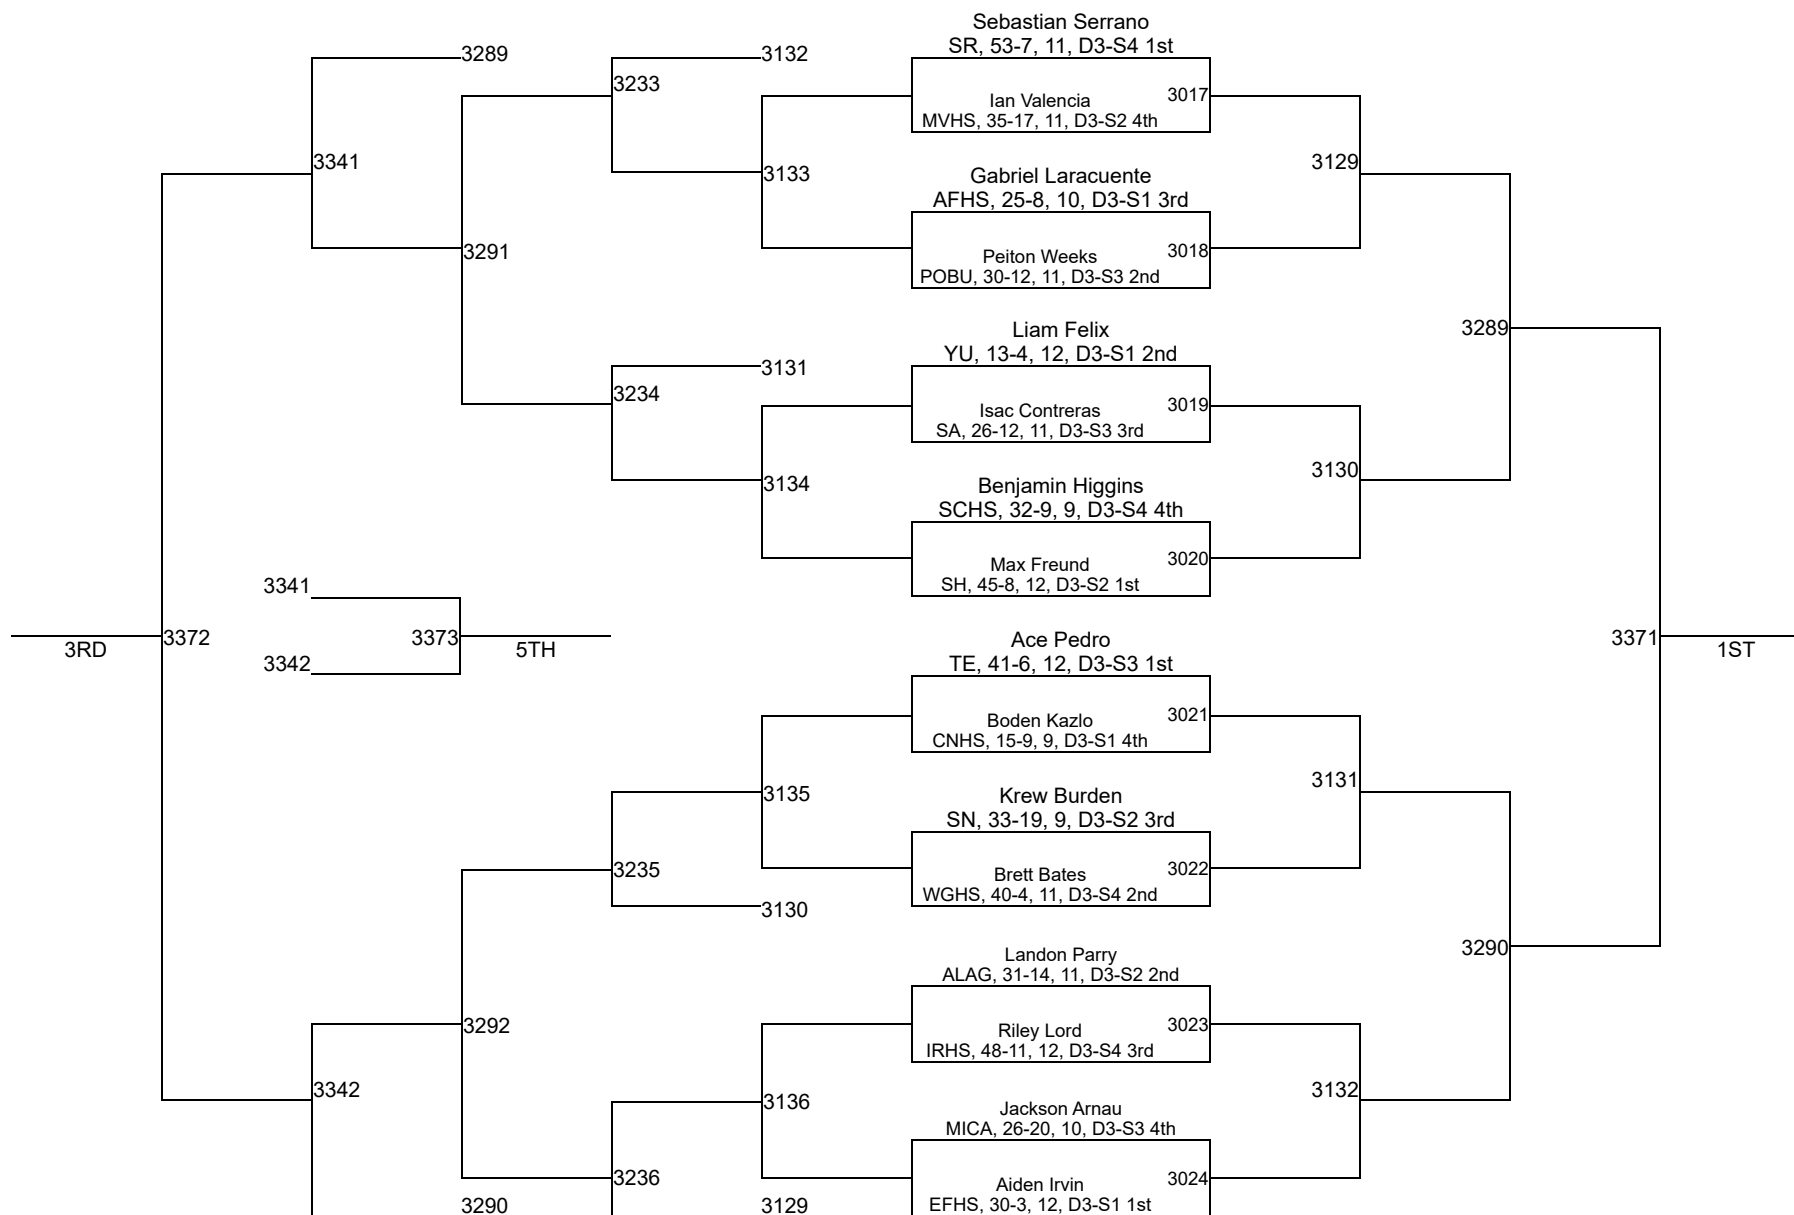 Sebastian Serrano
SR, 53-7, 11, D3-S4 1st
3289
3132
3233
3017
Ian Valencia
MVHS, 35-17, 11, D3-S2 4th
3341
3133
3129
Gabriel Laracuente
AFHS, 25-8, 10, D3-S1 3rd
3291
3018
Peiton Weeks
POBU, 30-12, 11, D3-S3 2nd
3289
Liam Felix
YU, 13-4, 12, D3-S1 2nd
3131
3234
3019
Isac Contreras
SA, 26-12, 11, D3-S3 3rd
3134
3130
Benjamin Higgins
SCHS, 32-9, 9, D3-S4 4th
3020
Max Freund
SH, 45-8, 12, D3-S2 1st
3341
3RD
3372
3373
5TH
3342
3371
1ST
Ace Pedro
TE, 41-6, 12, D3-S3 1st
3021
Boden Kazlo
CNHS, 15-9, 9, D3-S1 4th
3135
3131
Krew Burden
SN, 33-19, 9, D3-S2 3rd
3235
3022
Brett Bates
WGHS, 40-4, 11, D3-S4 2nd
3130
3290
Landon Parry
ALAG, 31-14, 11, D3-S2 2nd
3292
3023
Riley Lord
IRHS, 48-11, 12, D3-S4 3rd
3342
3136
3132
Jackson Arnau
MICA, 26-20, 10, D3-S3 4th
3236
3024
Aiden Irvin
EFHS, 30-3, 12, D3-S1 1st
3290
3129